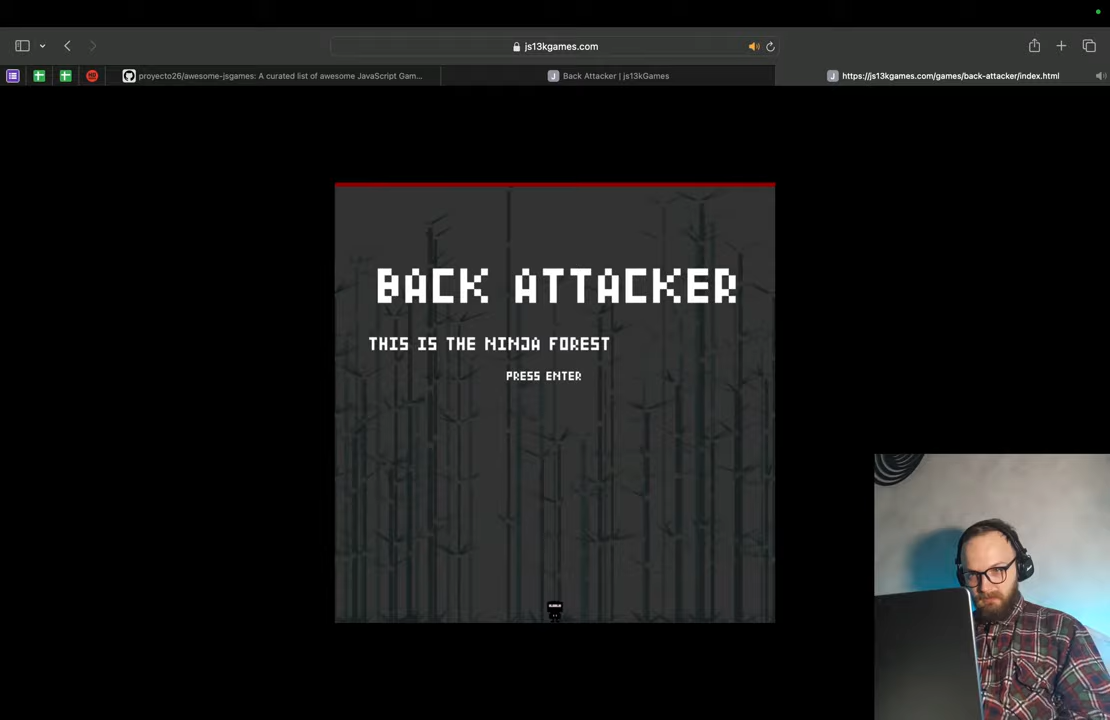 js13kgames.com
proyecto26/awesome-jsgames: A curated list of awesome JavaScript Gam...
J Back Attacker | js13kGames
J https://js13kgames.com/games/back-attacker/index.html
BACK ATTACKER
THIS IS THE NINJA FOREST
PRESS ENTER